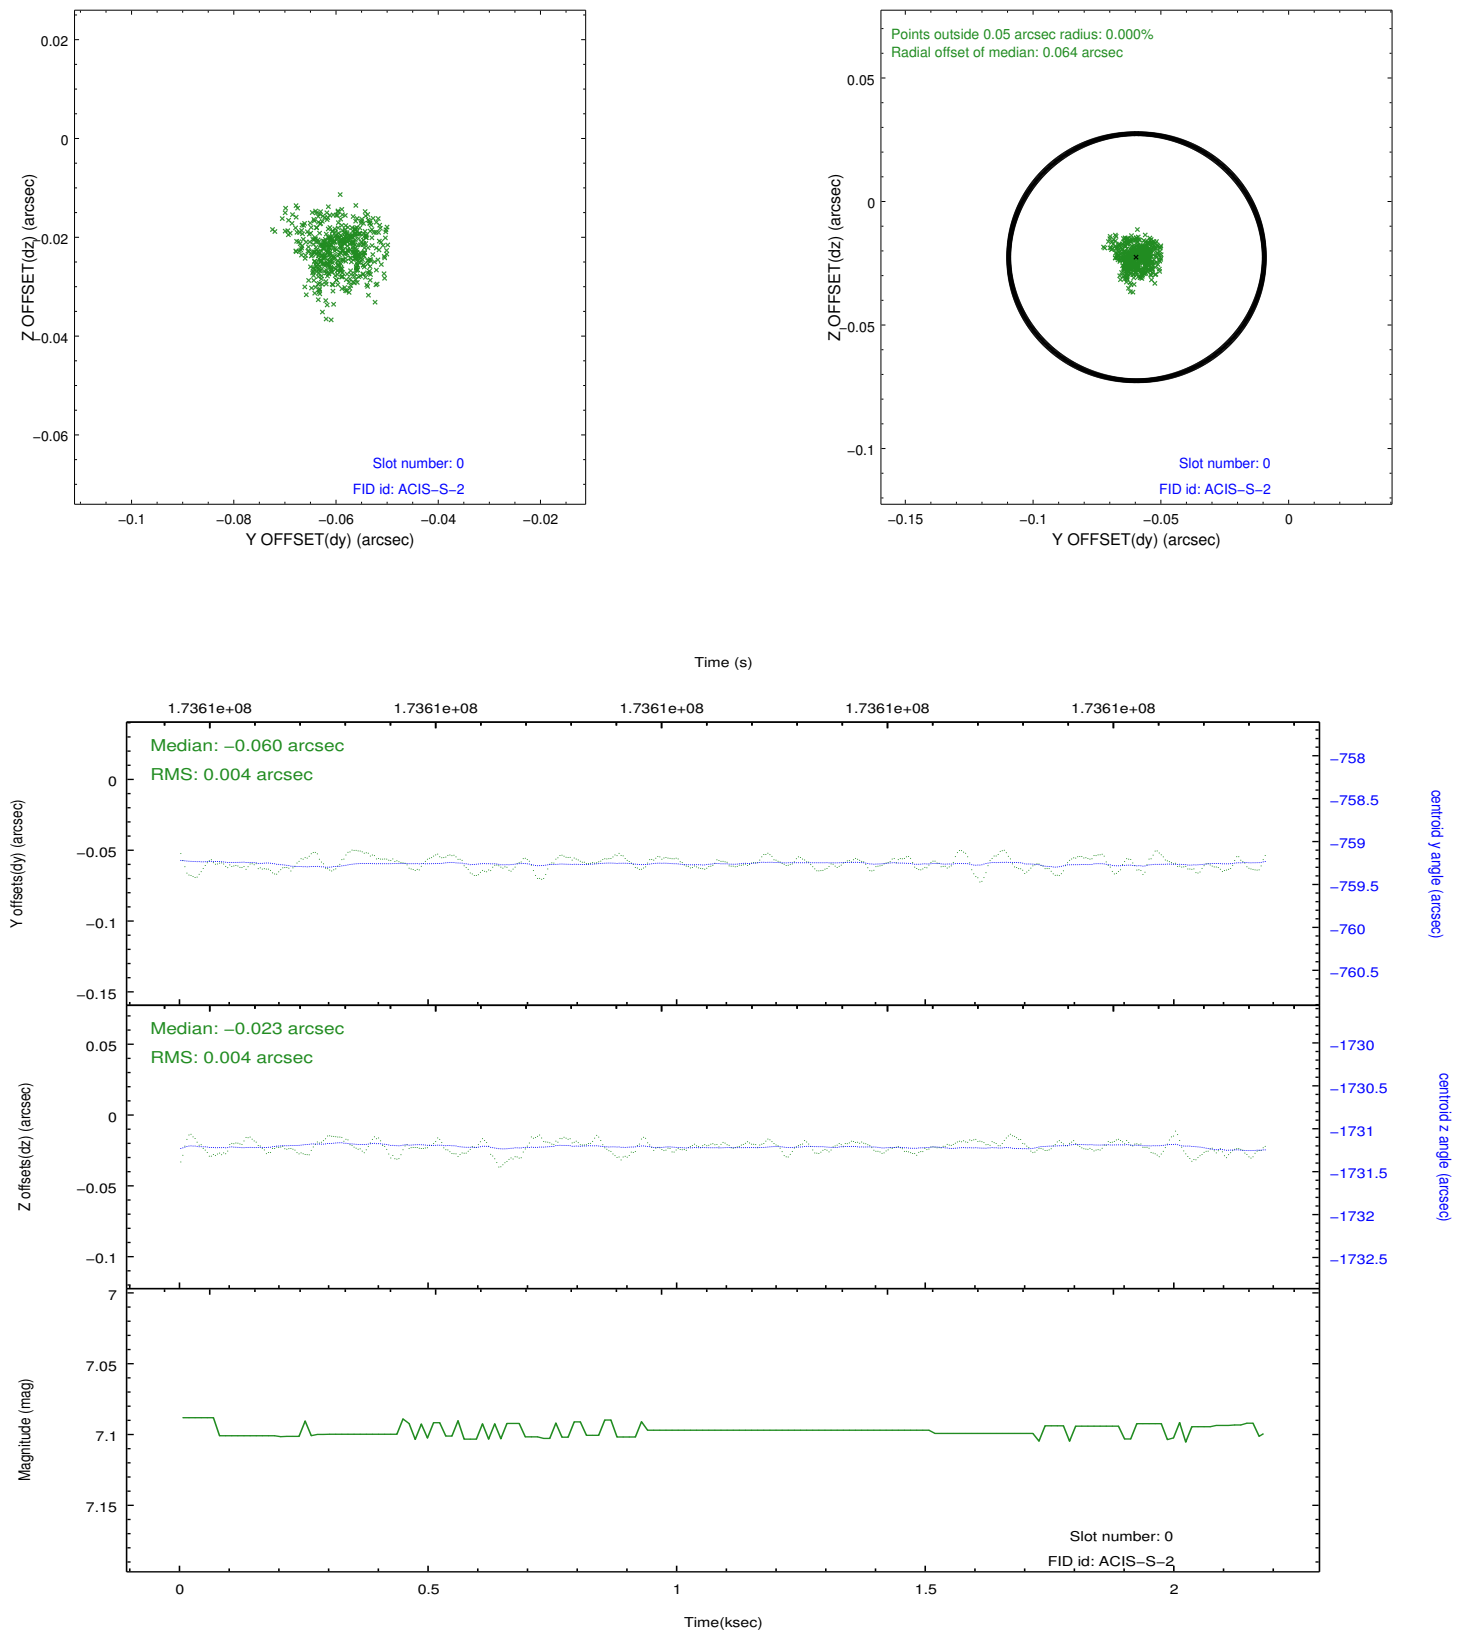 0.02
0
−0.02
−0.04
−0.06
Z OFFSET(dz) (arcsec)
Slot number: 0
FID id: ACIS−S−2
−0.1
−0.08
−0.06
−0.04
−0.02
Y OFFSET(dy) (arcsec)
Points outside 0.05 arcsec radius: 0.000%
Radial offset of median: 0.064 arcsec
0.05
0
−0.05
−0.1
Z OFFSET(dz) (arcsec)
Slot number: 0
FID id: ACIS−S−2
−0.15
−0.1
−0.05
0
Y OFFSET(dy) (arcsec)
Time (s)
1.7361e+08
1.7361e+08
1.7361e+08
1.7361e+08
1.7361e+08
Median: −0.060 arcsec
RMS: 0.004 arcsec
0
−0.05
−0.1
−0.15
Y offsets(dy) (arcsec)
−758
−758.5
−759
−759.5
−760
−760.5
centroid y angle (arcsec)
Median: −0.023 arcsec
RMS: 0.004 arcsec
0.05
0
−0.05
−0.1
Z offsets(dz) (arcsec)
−1730
−1730.5
−1731
−1731.5
−1732
−1732.5
centroid z angle (arcsec)
7
7.05
7.1
7.15
Magnitude (mag)
Slot number: 0
FID id: ACIS−S−2
0
0.5
1
1.5
2
Time(ksec)